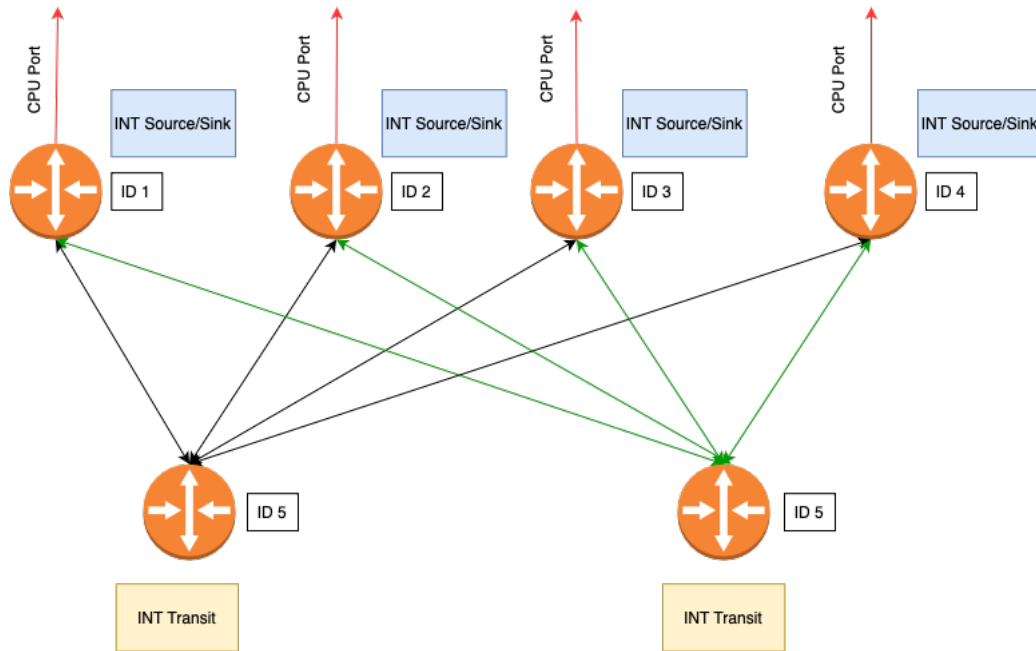 CPU Port
CPU Port
CPU Port
CPU Port
INT Source/Sink
INT Source/Sink
INT Source/Sink
INT Source/Sink
ID 1
ID 2
ID 3
ID 4
ID 5
ID 5
INT Transit
INT Transit